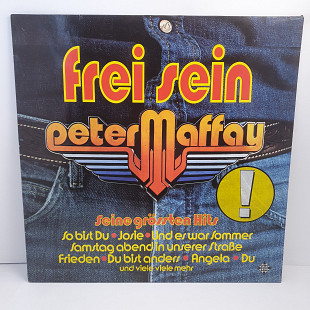 frei sein
peter Maffay
!
Seine grössten Hits
So bist Du • Josie • Und es war Sommer
Samstag abend in unserer Straße
Frieden • Du bist anders • Angela • Du
und viele viele mehr